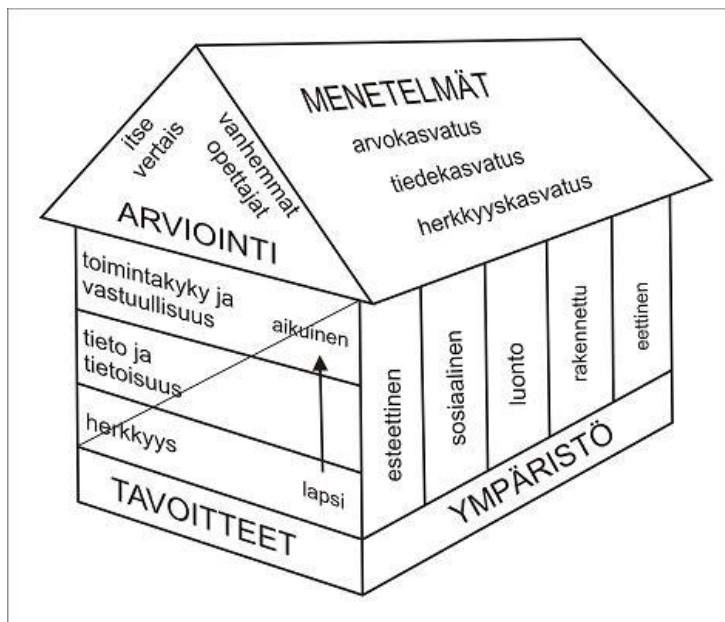 MENETELMÄT
arvokasvatus
tiedekasvatus
herkkyyskasvatus
itse
vertais
vanhemmat
opettajat
ARVIOINTI
toimintakyky ja
vastuullisuus
aikuinen
tieto ja
tietoisuus
herkkyys
lapsi
TAVOITTEET
esteettinen
sosiaalinen
luonto
rakennettu
eettinen
YMPÄRISTÖ